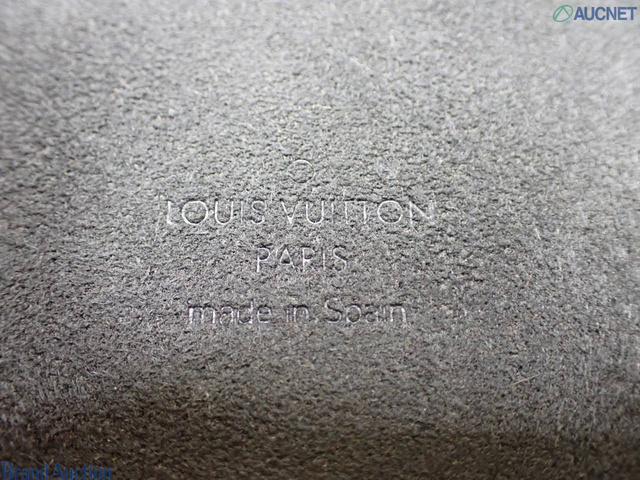 AUCNET
LOUIS VUITTON
PARIS
made in Spain
Brand Auction